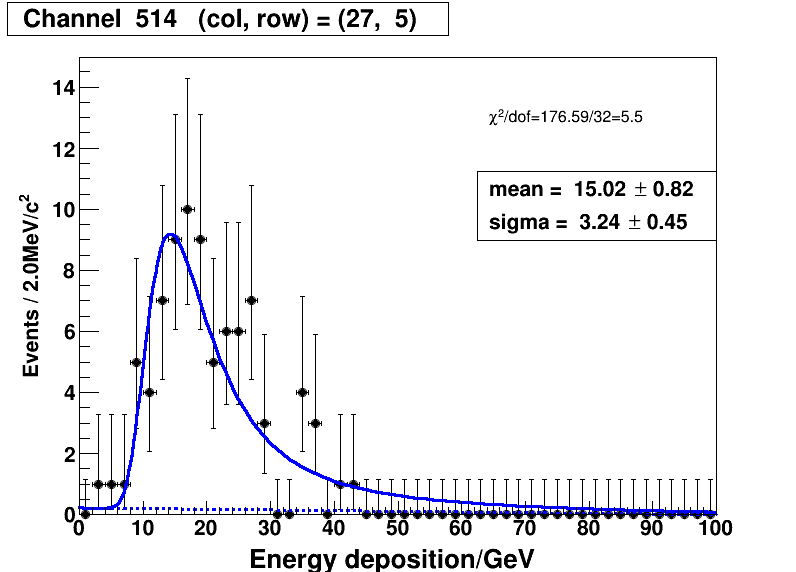 Channel 514 (col, row) = (27, 5)
χ²/dof=176.59/32=5.5
mean = 15.02 ± 0.82
sigma = 3.24 ± 0.45
Events / 2.0MeV/c²
14
12
10
8
6
4
2
0
0 10 20 30 40 50 60 70 80 90 100
Energy deposition/GeV